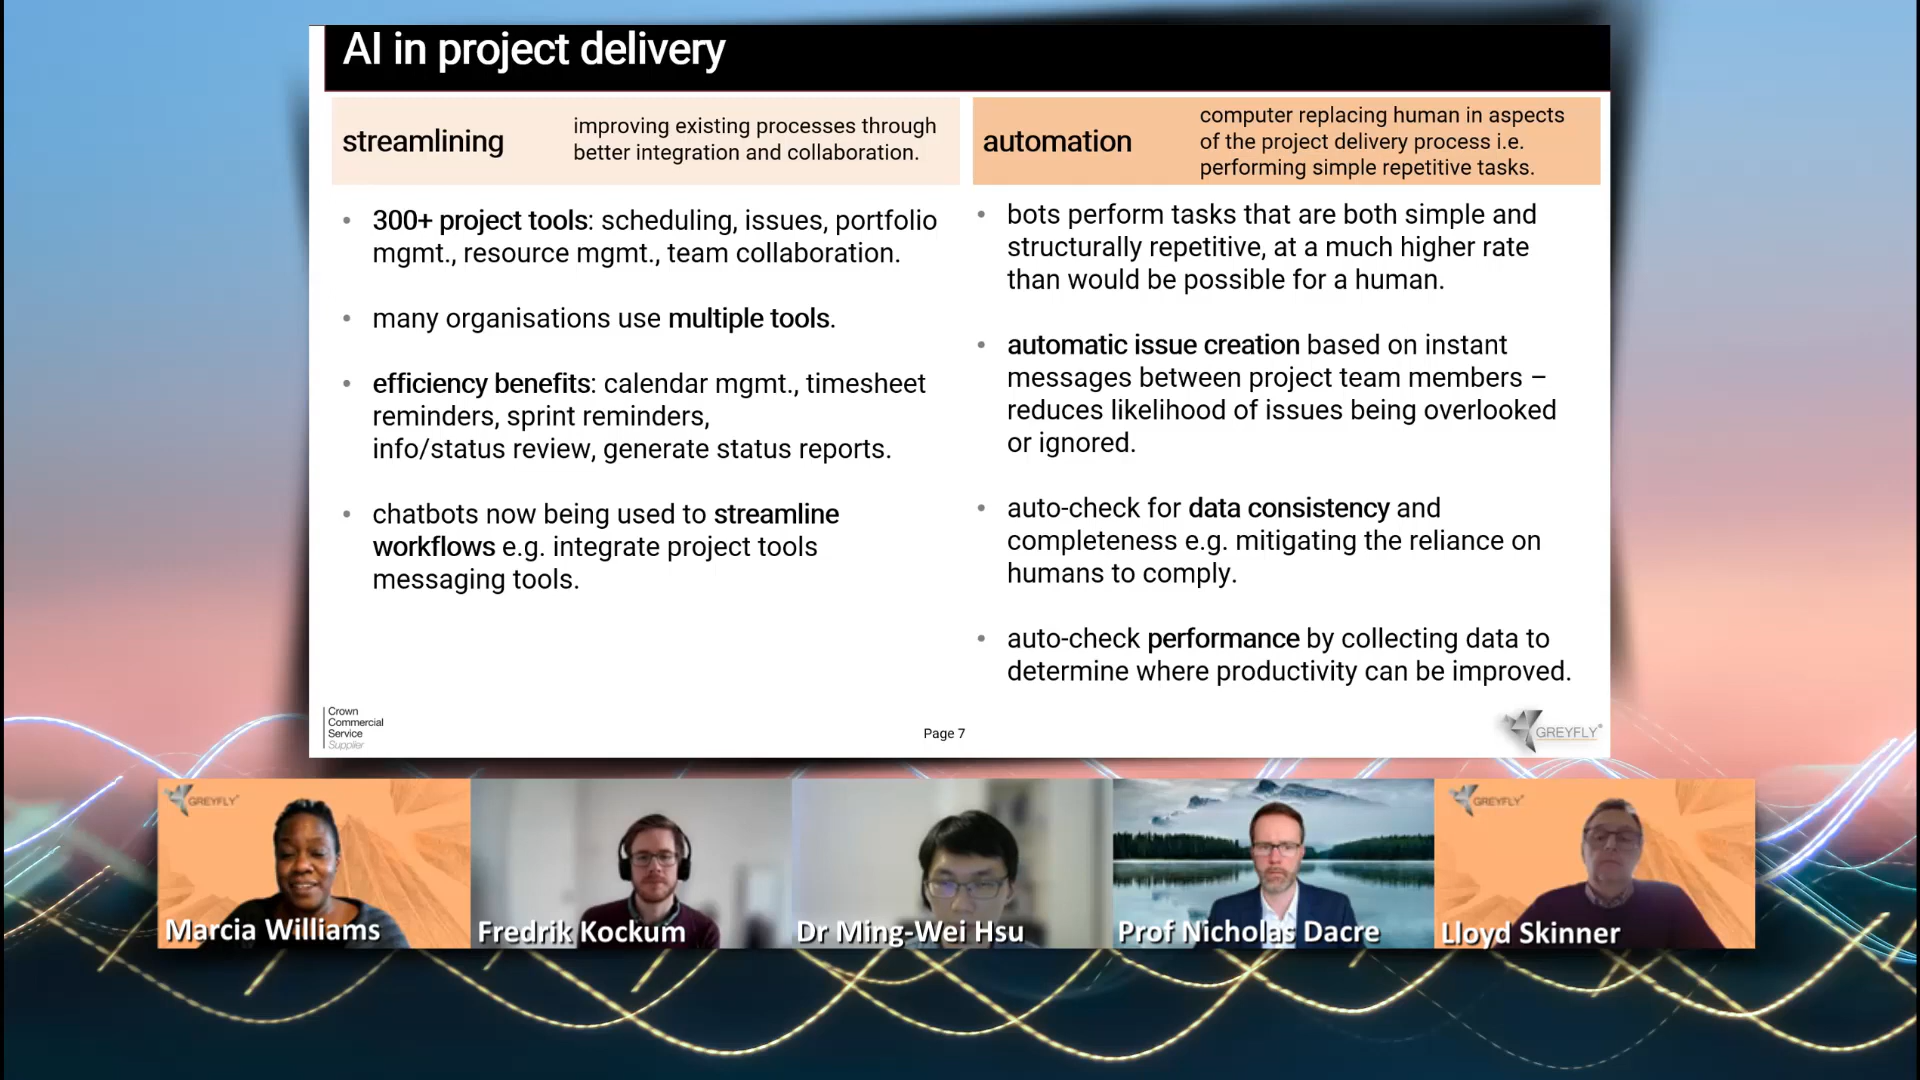 AI in project delivery
streamlining
improving existing processes through
better integration and collaboration.
• 300+ project tools: scheduling, issues, portfolio
mgmt., resource mgmt., team collaboration.
• many organisations use multiple tools.
• efficiency benefits: calendar mgmt., timesheet
reminders, sprint reminders,
info/status review, generate status reports.
• chatbots now being used to streamline
workflows e.g. integrate project tools
messaging tools.
automation
computer replacing human in aspects
of the project delivery process i.e.
performing simple repetitive tasks.
• bots perform tasks that are both simple and
structurally repetitive, at a much higher rate
than would be possible for a human.
• automatic issue creation based on instant
messages between project team members –
reduces likelihood of issues being overlooked
or ignored.
• auto-check for data consistency and
completeness e.g. mitigating the reliance on
humans to comply.
• auto-check performance by collecting data to
determine where productivity can be improved.
Crown
Commercial
Service
Supplier
Page 7
GREYFLY®
GREYFLY
Marcia Williams
Fredrik Kockum
Dr Ming-Wei Hsu
Prof Nicholas Dacre
GREYFLY
Lloyd Skinner